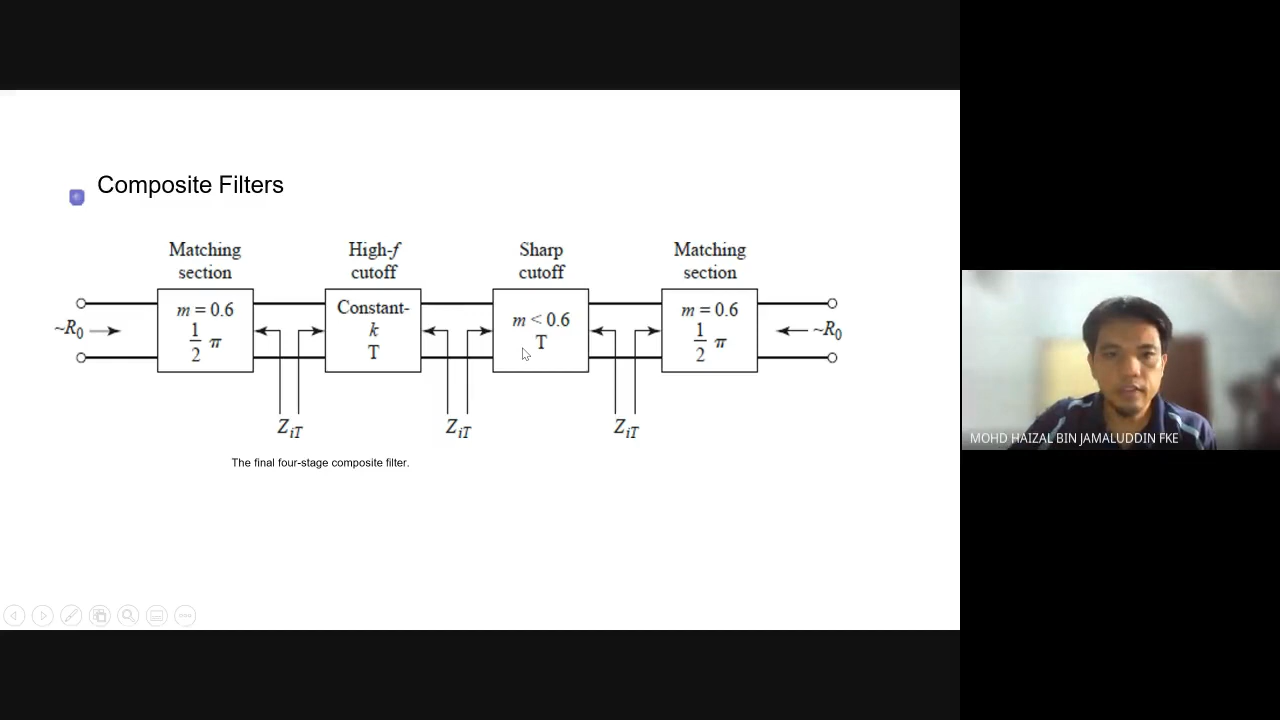 Composite Filters
Matching
section
High-f
cutoff
Sharp
cutoff
Matching
section
~R0
m = 0.6
1
2
π
Constant-
k
T
m < 0.6
T
m = 0.6
1
2
π
~R0
ZiT
ZiT
ZiT
The final four-stage composite filter.
MOHD HAIZAL BIN JAMALUDDIN FKE